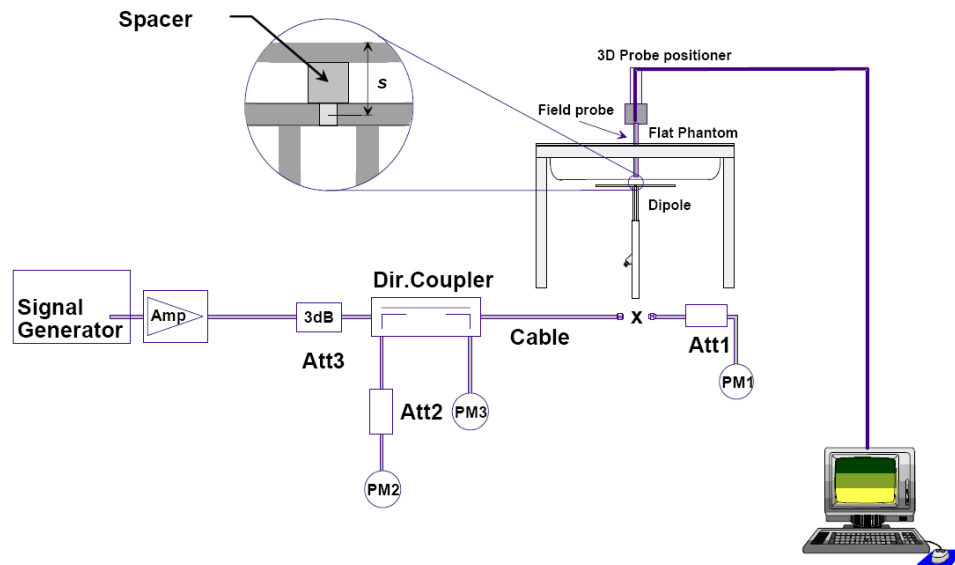 Spacer
s
3D Probe positioner
Field probe
Flat Phantom
Dipole
Signal
Generator
Amp
3dB
Att3
Dir.Coupler
Cable
x
Att1
PM1
Att2
PM3
PM2